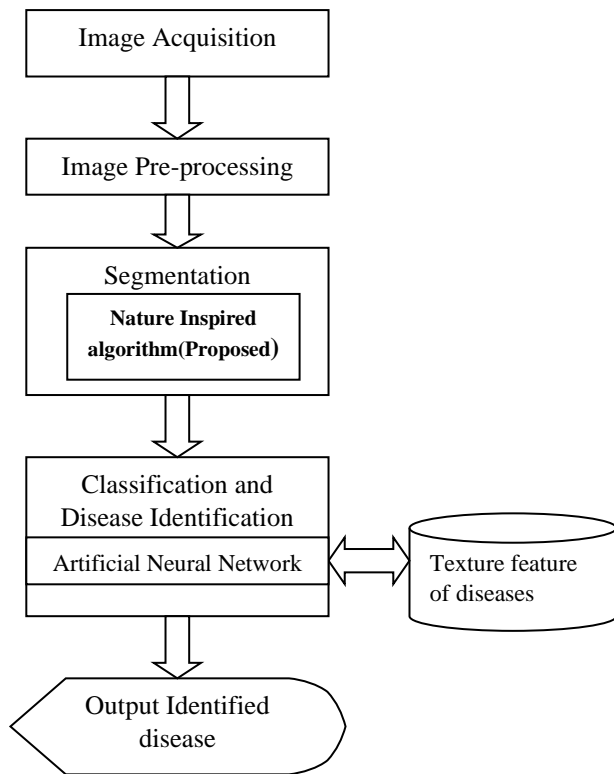 Image Acquisition
Image Pre-processing
Segmentation
Nature Inspired
algorithm(Proposed)
Classification and
Disease Identification
Artificial Neural Network
Texture feature
of diseases
Output Identified
disease